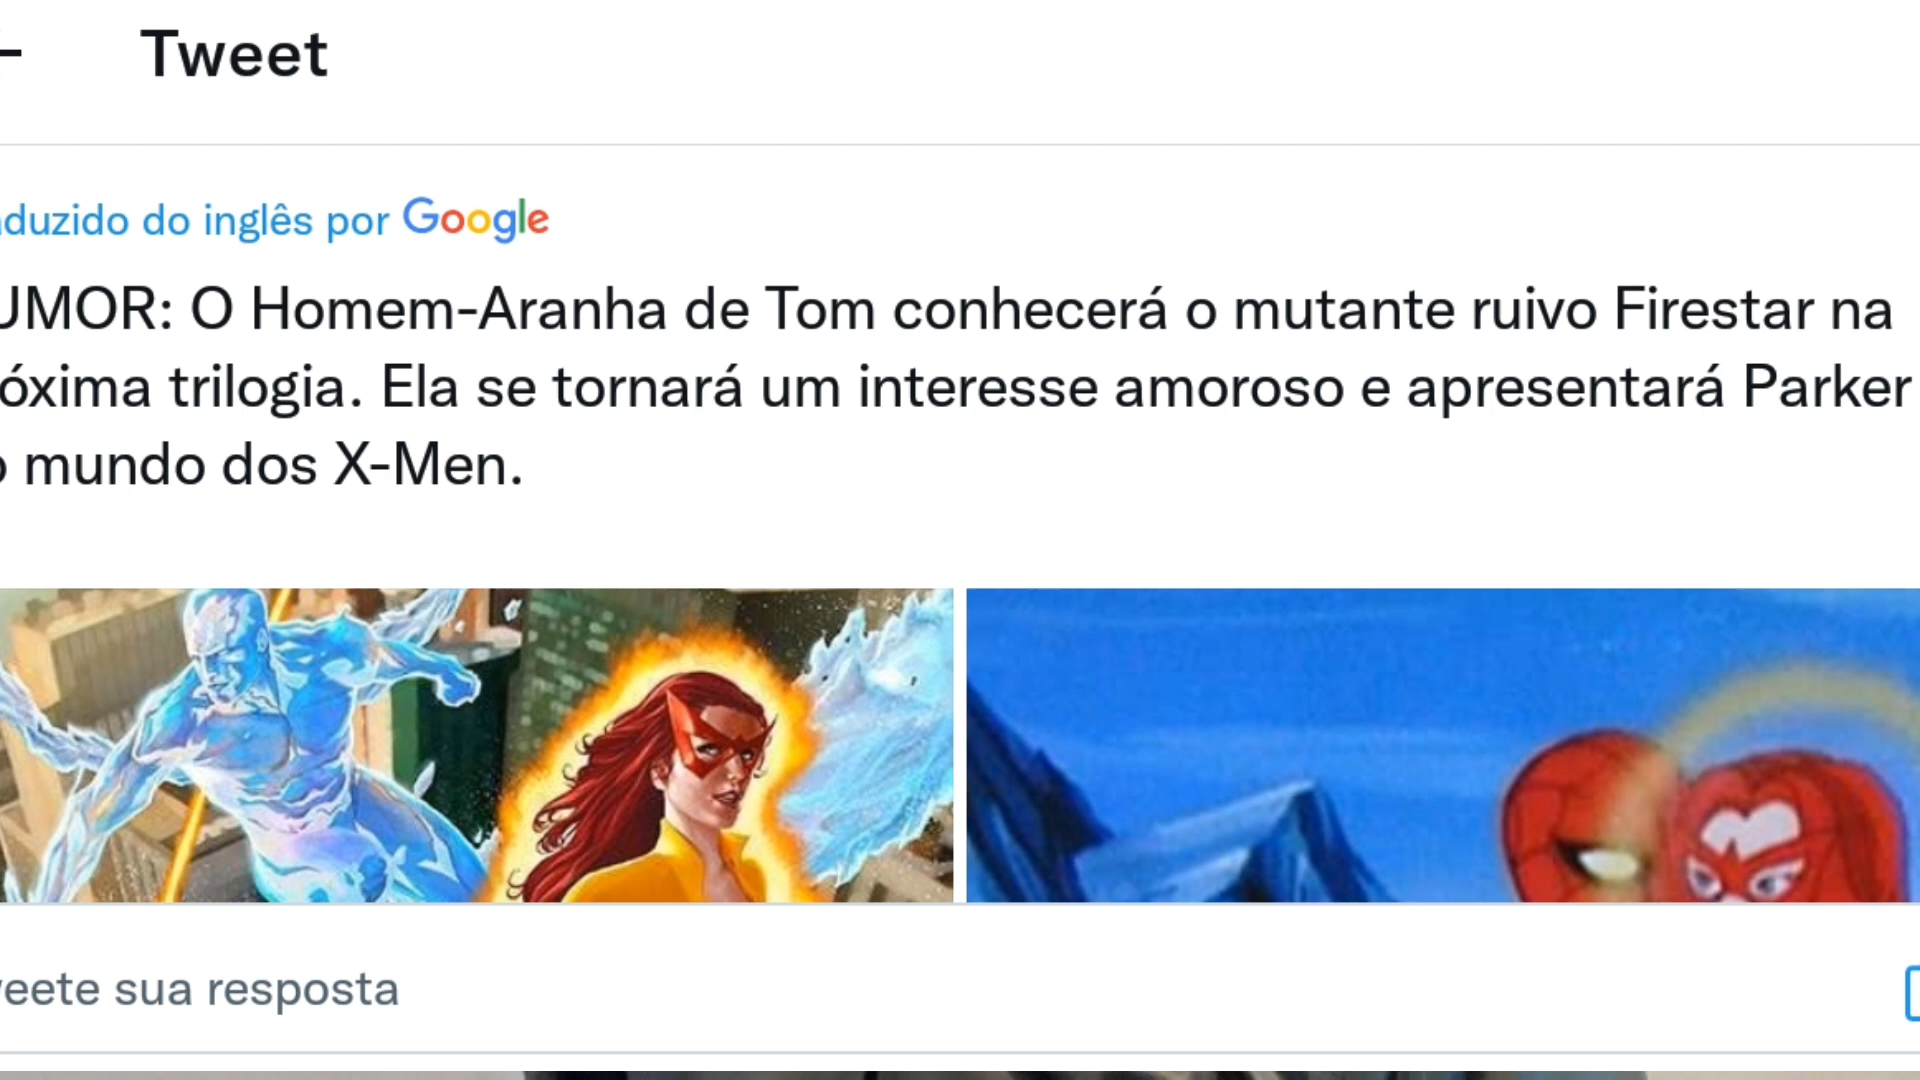 Tweet
aduzido do inglês por Google
UMOR: O Homem-Aranha de Tom conhecerá o mutante ruivo Firestar na
óxima trilogia. Ela se tornará um interesse amoroso e apresentará Parker
o mundo dos X-Men.
eete sua resposta